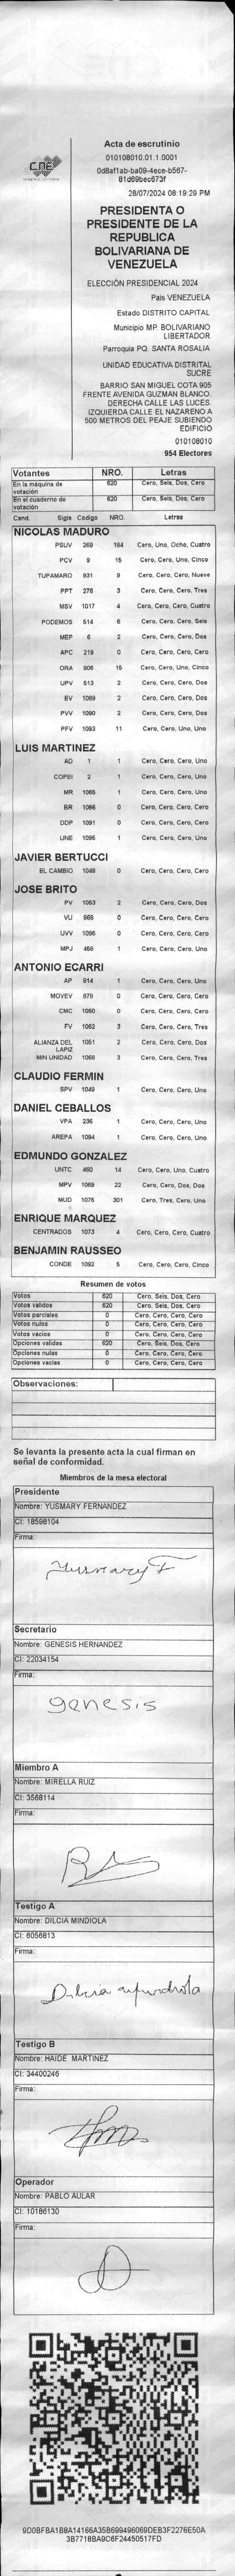 CNE
Acta de escrutinio
010108010.01.1.0001
0d8af1ab-ba09-4ece-b567-
81d69bec673f
28/07/2024 08:19:29 PM
PRESIDENTA O
PRESIDENTE DE LA
REPUBLICA
BOLIVARIANA DE
VENEZUELA
ELECCIÓN PRESIDENCIAL 2024
Pais VENEZUELA
Estado DISTRITO CAPITAL
Municipio MP. BOLIVARIANO
LIBERTADOR
Parroquia PQ. SANTA ROSALIA
UNIDAD EDUCATIVA DISTRITAL
SUCRE
BARRIO SAN MIGUEL COTA 905
FRENTE AVENIDA GUZMAN BLANCO.
DERECHA CALLE LAS LUCES.
IZQUIERDA CALLE EL NAZARENO A
500 METROS DEL PEAJE SUBIENDO
EDIFICIO
010108010
954 Electores
Votantes NRO. Letras
En la máquina de votación 620 Cero, Seis, Dos, Cero
En el cuaderno de votación 620 Cero, Seis, Dos, Cero
Cand. Sigla Código NRO. Letras
NICOLAS MADURO
PSUV 269 184 Cero, Uno, Ocho, Cuatro
PCV 9 15 Cero, Cero, Uno, Cinco
TUPAMARO 931 9 Cero, Cero, Cero, Nueve
PPT 276 3 Cero, Cero, Cero, Tres
MSV 1017 4 Cero, Cero, Cero, Cuatro
PODEMOS 514 6 Cero, Cero, Cero, Seis
MEP 6 2 Cero, Cero, Cero, Dos
APC 218 0 Cero, Cero, Cero, Cero
ORA 906 15 Cero, Cero, Uno, Cinco
UPV 513 2 Cero, Cero, Cero, Dos
EV 1089 2 Cero, Cero, Cero, Dos
PVV 1090 2 Cero, Cero, Cero, Dos
PFV 1093 11 Cero, Cero, Uno, Uno
LUIS MARTINEZ
AD 1 1 Cero, Cero, Cero, Uno
COPEI 2 1 Cero, Cero, Cero, Uno
MR 1065 1 Cero, Cero, Cero, Uno
BR 1066 0 Cero, Cero, Cero, Cero
DDP 1091 0 Cero, Cero, Cero, Cero
UNE 1095 1 Cero, Cero, Cero, Uno
JAVIER BERTUCCI
EL CAMBIO 1048 0 Cero, Cero, Cero, Cero
JOSE BRITO
PV 1053 2 Cero, Cero, Cero, Dos
VU 868 0 Cero, Cero, Cero, Cero
UVV 1096 0 Cero, Cero, Cero, Cero
MPJ 458 1 Cero, Cero, Cero, Uno
ANTONIO ECARRI
AP 814 1 Cero, Cero, Cero, Uno
MOVEV 879 0 Cero, Cero, Cero, Cero
CMC 1050 0 Cero, Cero, Cero, Cero
FV 1062 3 Cero, Cero, Cero, Tres
ALIANZA DEL LAPIZ 1051 2 Cero, Cero, Cero, Dos
MIN UNIDAD 1068 3 Cero, Cero, Cero, Tres
CLAUDIO FERMIN
SPV 1049 1 Cero, Cero, Cero, Uno
DANIEL CEBALLOS
VPA 236 1 Cero, Cero, Cero, Uno
AREPA 1094 1 Cero, Cero, Cero, Uno
EDMUNDO GONZALEZ
UNTC 460 14 Cero, Cero, Uno, Cuatro
MPV 1069 22 Cero, Cero, Dos, Dos
MUD 1075 301 Cero, Tres, Cero, Uno
ENRIQUE MARQUEZ
CENTRADOS 1073 4 Cero, Cero, Cero, Cuatro
BENJAMIN RAUSSEO
CONDE 1092 5 Cero, Cero, Cero, Cinco
Resumen de votos
Votos 620 Cero, Seis, Dos, Cero
Votos validos 620 Cero, Seis, Dos, Cero
Votos parciales 0 Cero, Cero, Cero, Cero
Votos nulos 0 Cero, Cero, Cero, Cero
Votos vacios 0 Cero, Cero, Cero, Cero
Opciones validas 620 Cero, Seis, Dos, Cero
Opciones nulas 0 Cero, Cero, Cero, Cero
Opciones vacías 0 Cero, Cero, Cero, Cero
Observaciones:
Se levanta la presente acta la cual firman en
señal de conformidad.
Miembros de la mesa electoral
Presidente
Nombre: YUSMARY FERNANDEZ
CI: 18598104
Firma:
Yusmary F
Secretario
Nombre: GENESIS HERNANDEZ
CI: 22034154
Firma:
genesis
Miembro A
Nombre: MIRELLA RUIZ
CI: 3568114
Firma:
Testigo A
Nombre: DILCIA MINDIOLA
CI: 6056813
Firma:
Dilcia
Testigo B
Nombre: HAIDE MARTINEZ
CI: 34400246
Firma:
Operador
Nombre: PABLO AULAR
CI: 10186130
Firma:
9D0BFBA1B8A14166A35B699496069DEB3F2276E50A
3B7718BA9C6F24450517FD